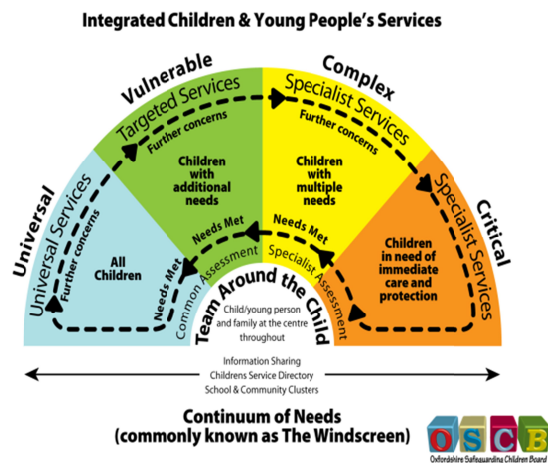 Integrated Children & Young People's Services
Universal
Vulnerable
Complex
Critical
Universal Services
Targeted Services
Specialist Services
Specialist Services
Further concerns
Further concerns
Further concerns
All
Children
Children
with
additional
needs
Children
with
multiple
needs
Children
in need of
immediate
care and
protection
Needs Met
Needs Met
Needs Met
Common Assessment
Specialist Assessment
Team Around the Child
Child/young person
and family at the centre
throughout
Information Sharing
Childrens Service Directory
School & Community Clusters
Continuum of Needs
(commonly known as The Windscreen)
OSCB
Oxfordshire Safeguarding Children Board